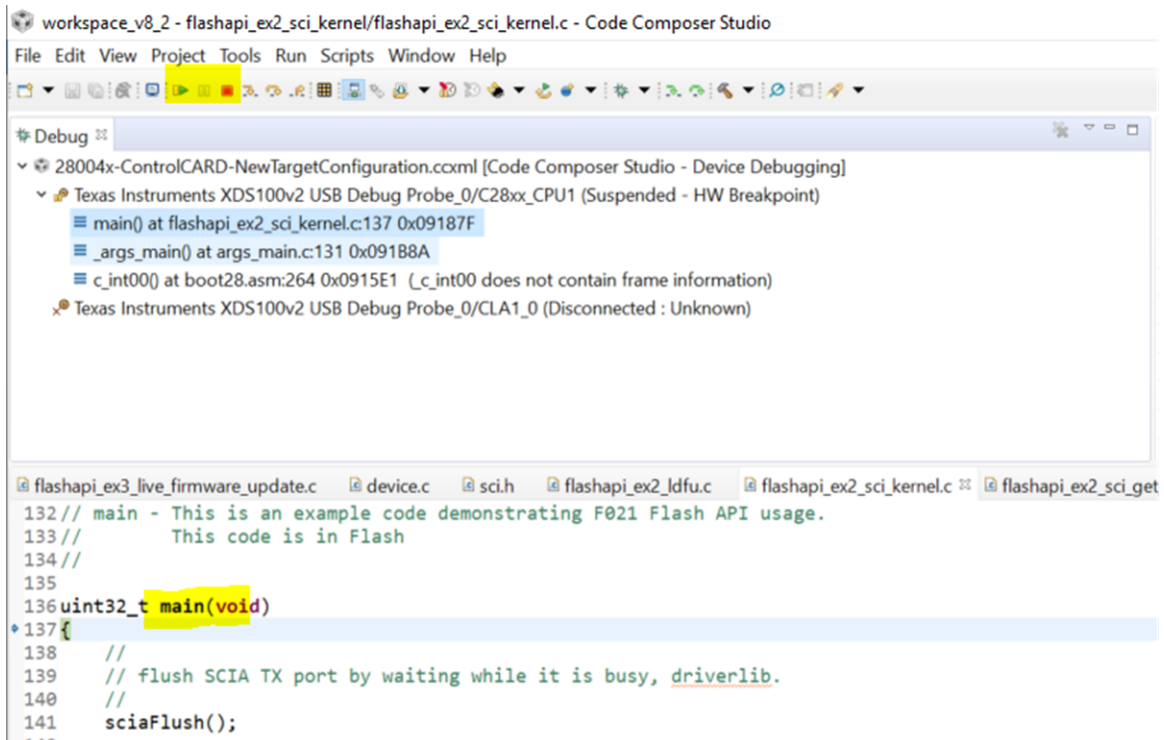 workspace_v8_2 - flashapi_ex2_sci_kernel/flashapi_ex2_sci_kernel.c - Code Composer Studio
File Edit View Project Tools Run Scripts Window Help
Debug
28004x-ControlCARD-NewTargetConfiguration.ccxml [Code Composer Studio - Device Debugging]
Texas Instruments XDS100v2 USB Debug Probe_0/C28xx_CPU1 (Suspended - HW Breakpoint)
main() at flashapi_ex2_sci_kernel.c:137 0x09187F
_args_main() at args_main.c:131 0x091B8A
c_int00() at boot28.asm:264 0x0915E1 (_c_int00 does not contain frame information)
Texas Instruments XDS100v2 USB Debug Probe_0/CLA1_0 (Disconnected : Unknown)
flashapi_ex3_live_firmware_update.c device.c sci.h flashapi_ex2_ldfu.c flashapi_ex2_sci_kernel.c flashapi_ex2_sci_get
132 // main - This is an example code demonstrating F021 Flash API usage.
133 // This code is in Flash
134 //
135
136 uint32_t main(void)
137 {
138 //
139 // flush SCIA TX port by waiting while it is busy, driverlib.
140 //
141 sciaFlush();